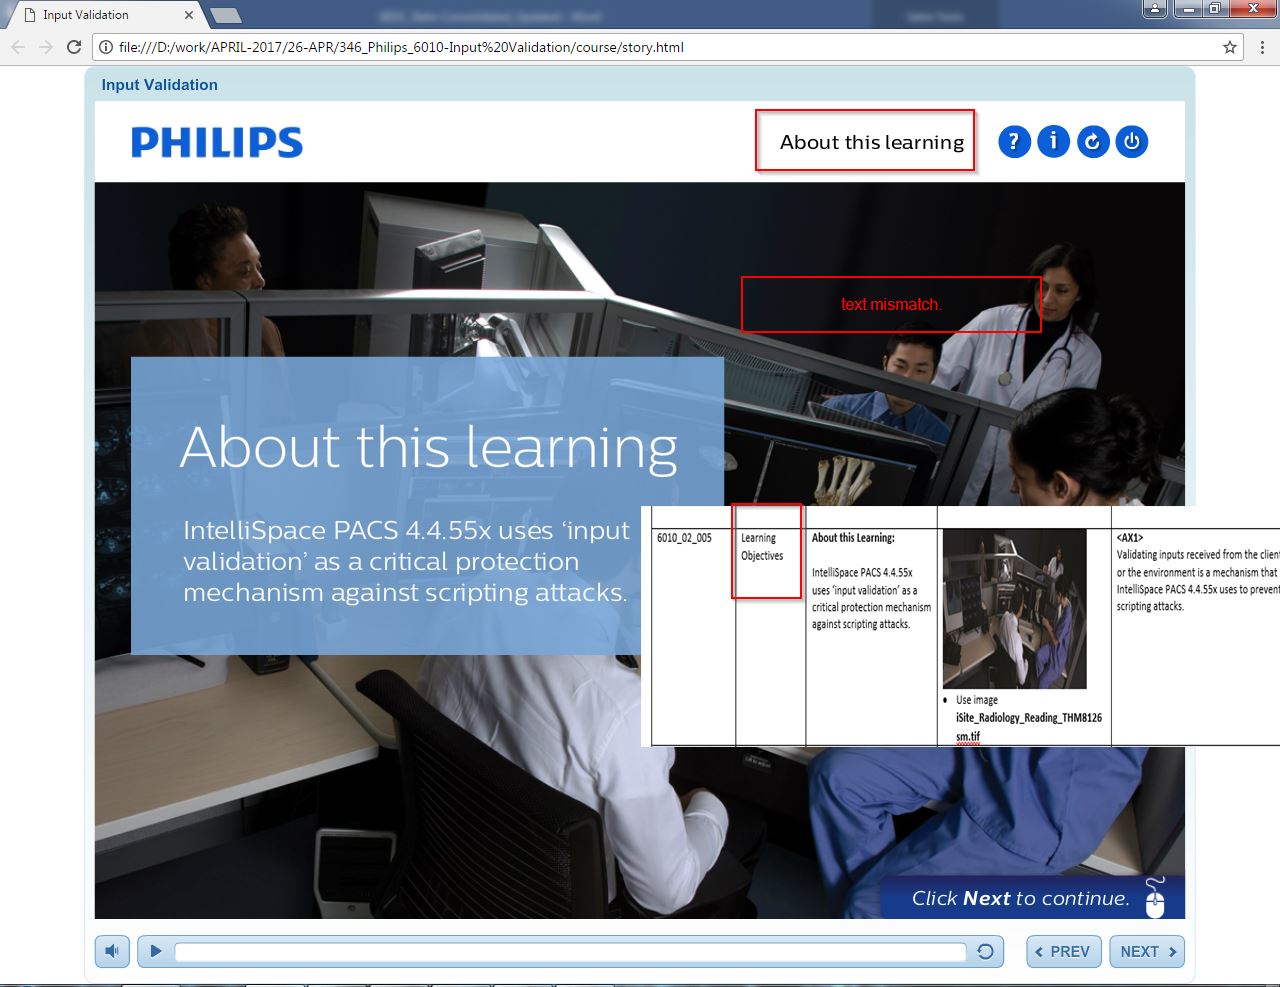 Input Validation
file:///D:/work/APRIL-2017/26-APR/346_Philips_6010-Input%20Validation/course/story.html
Input Validation
PHILIPS
About this learning
text mismatch.
About this learning
IntelliSpace PACS 4.4.55x uses ‘input
validation’ as a critical protection
mechanism against scripting attacks.
6010_02_005
Learning
Objectives
About this Learning:
IntelliSpace PACS 4.4.55x
uses ‘input validation’ as a
critical protection mechanism
against scripting attacks.
• Use image
iSite_Radiology_Reading_THM8126
sm.tif
<AX1>
Validating inputs received from the client
or the environment is a mechanism that
IntelliSpace PACS 4.4.55x uses to prevent
scripting attacks.
Click Next to continue.
PREV
NEXT